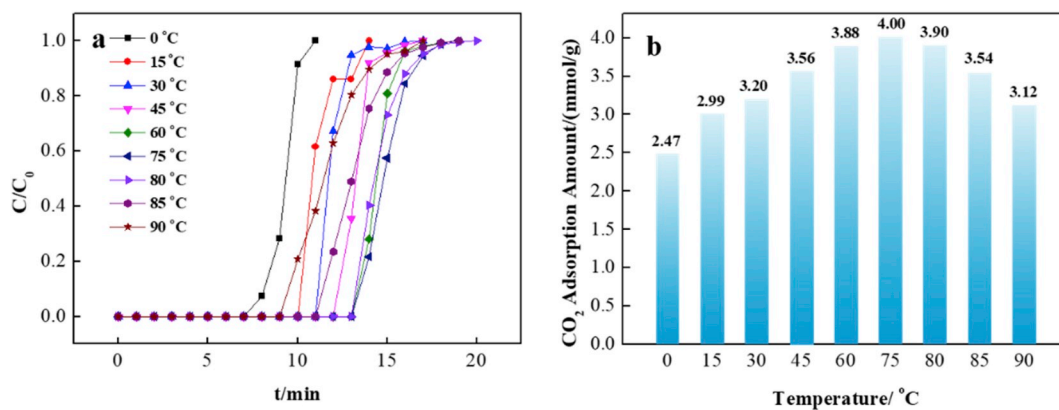 a
0 °C
15 °C
30 °C
45 °C
60 °C
75 °C
80 °C
85 °C
90 °C
1.0
0.8
0.6
0.4
0.2
0.0
C/C₀
0 5 10 15 20
t/min
b
4.0
3.5
3.0
2.5
2.0
1.5
1.0
0.5
0.0
CO₂ Adsorption Amount/(mmol/g)
2.47 2.99 3.20 3.56 3.88 4.00 3.90 3.54 3.12
0 15 30 45 60 75 80 85 90
Temperature/ °C